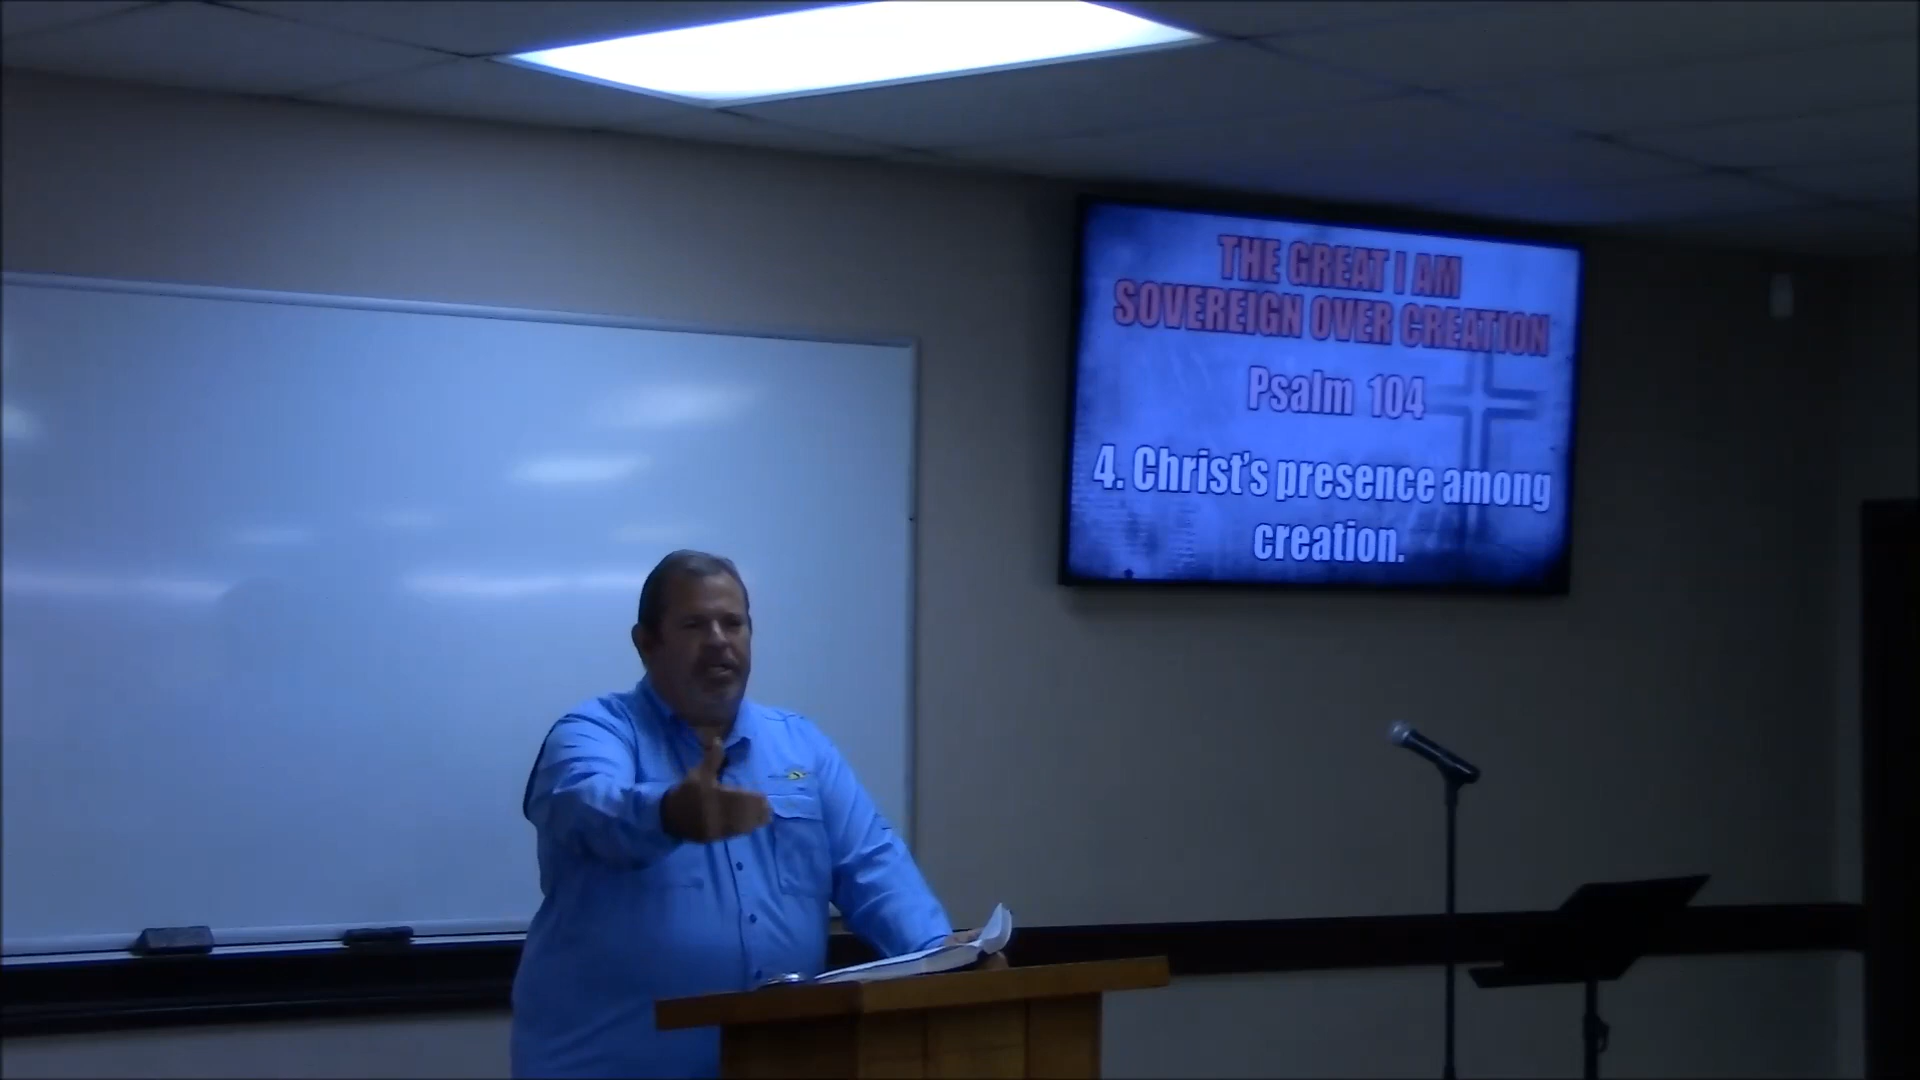 THE GREAT I AM
SOVEREIGN OVER CREATION
Psalm 104
4. Christ's presence among
creation.